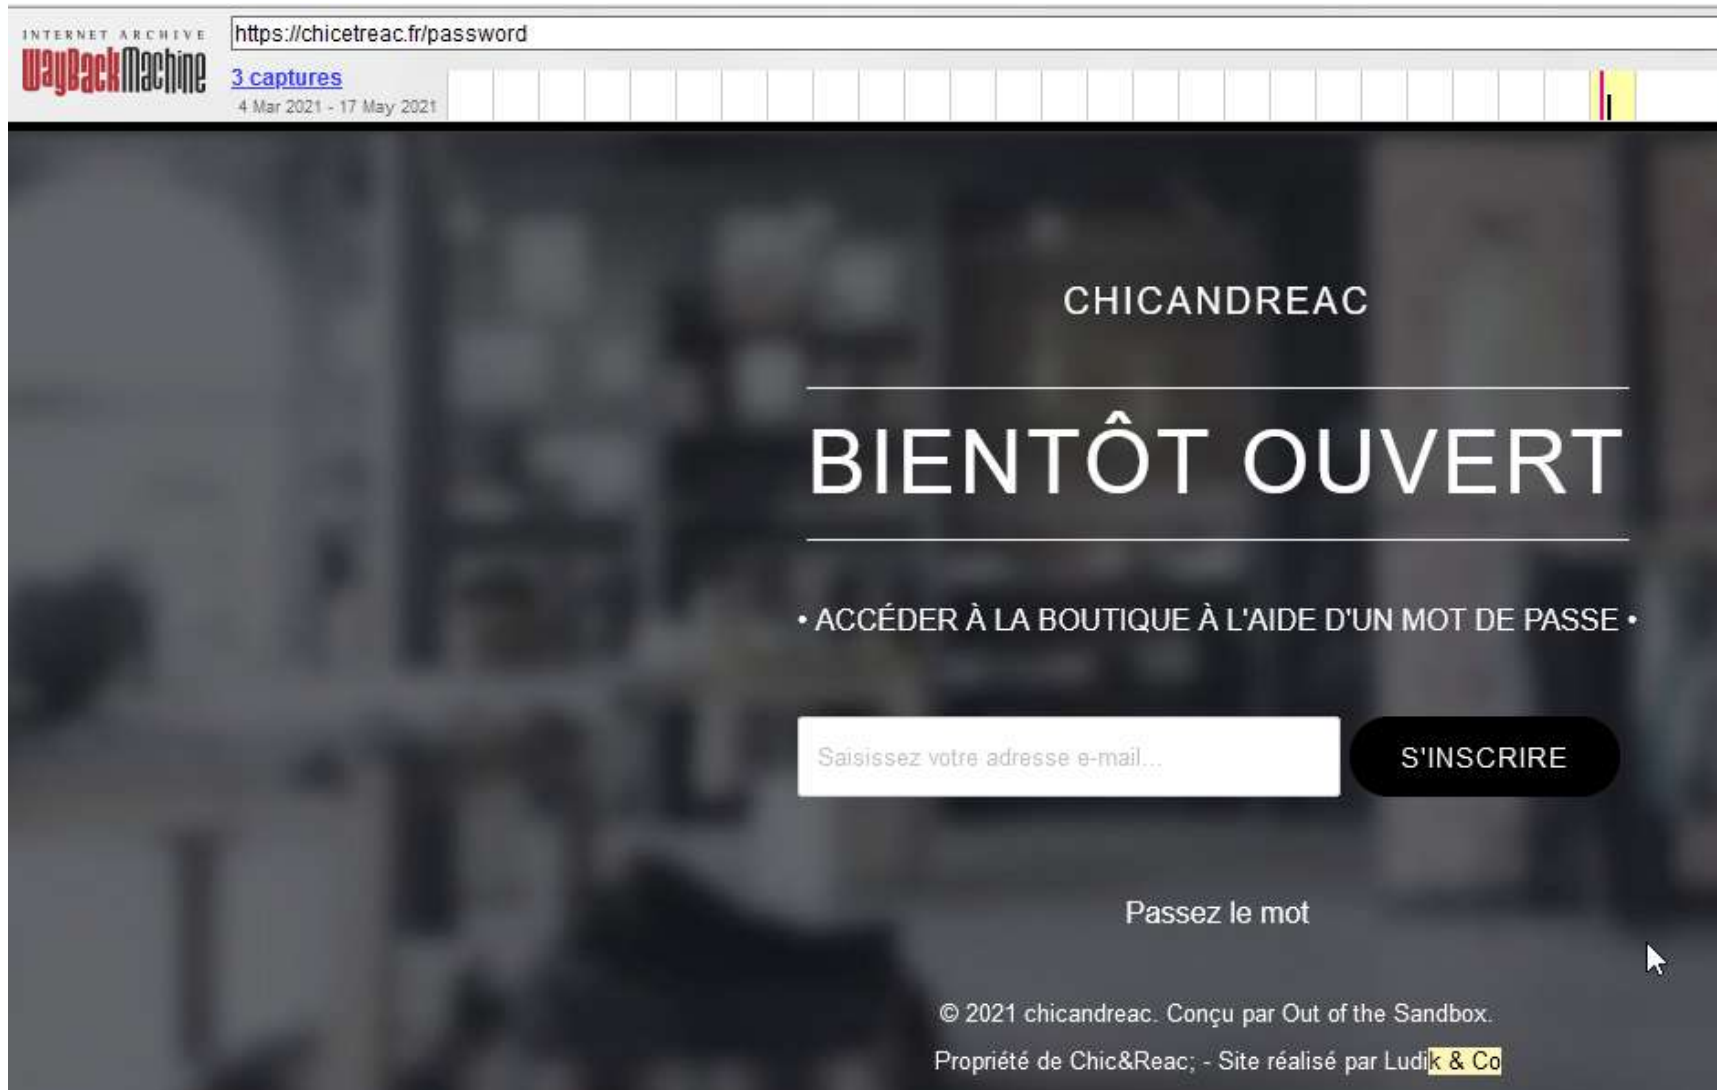 INTERNET ARCHIVE
WayBackMachine
https://chicetreac.fr/password
3 captures
4 Mar 2021 - 17 May 2021
CHICANDREAC
BIENTÔT OUVERT
• ACCÉDER À LA BOUTIQUE À L'AIDE D'UN MOT DE PASSE •
Saisissez votre adresse e-mail...
S'INSCRIRE
Passez le mot
© 2021 chicandreac. Conçu par Out of the Sandbox.
Propriété de Chic&Reac; - Site réalisé par Ludik & Co